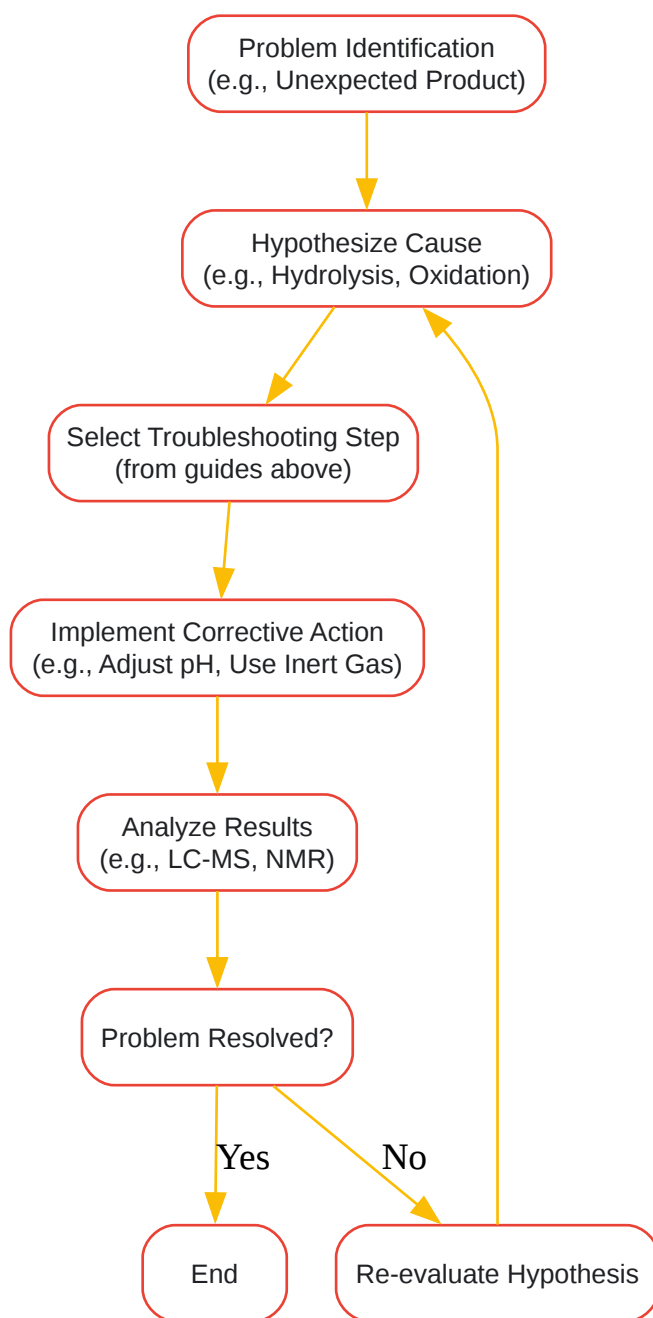 Problem Identification
(e.g., Unexpected Product)
Hypothesize Cause
(e.g., Hydrolysis, Oxidation)
Select Troubleshooting Step
(from guides above)
Implement Corrective Action
(e.g., Adjust pH, Use Inert Gas)
Analyze Results
(e.g., LC-MS, NMR)
Problem Resolved?
Yes
No
End
Re-evaluate Hypothesis